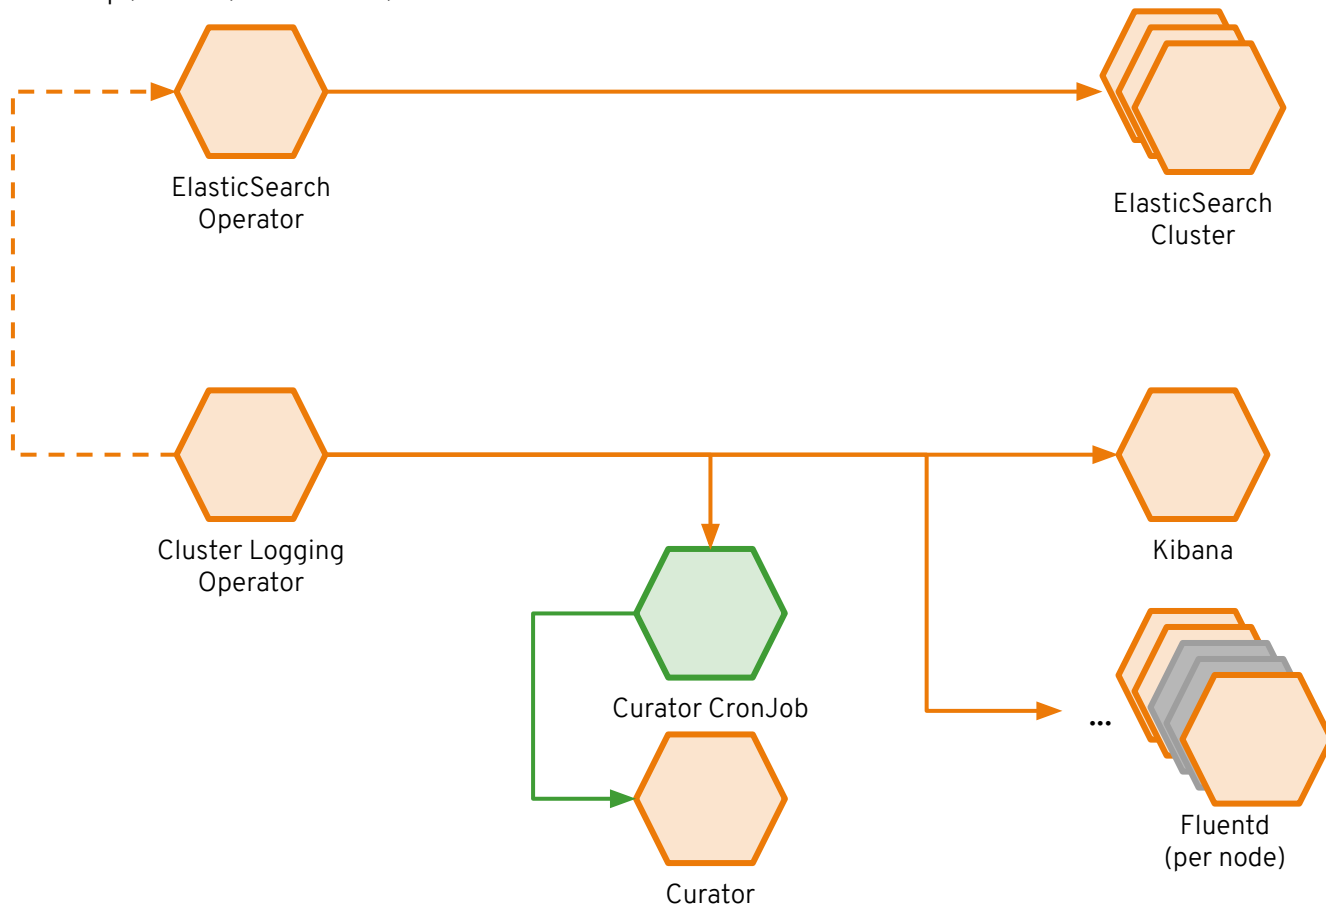 ElasticSearch
Operator
ElasticSearch
Cluster
Cluster Logging
Operator
Kibana
Curator CronJob
...
Fluentd
(per node)
Curator